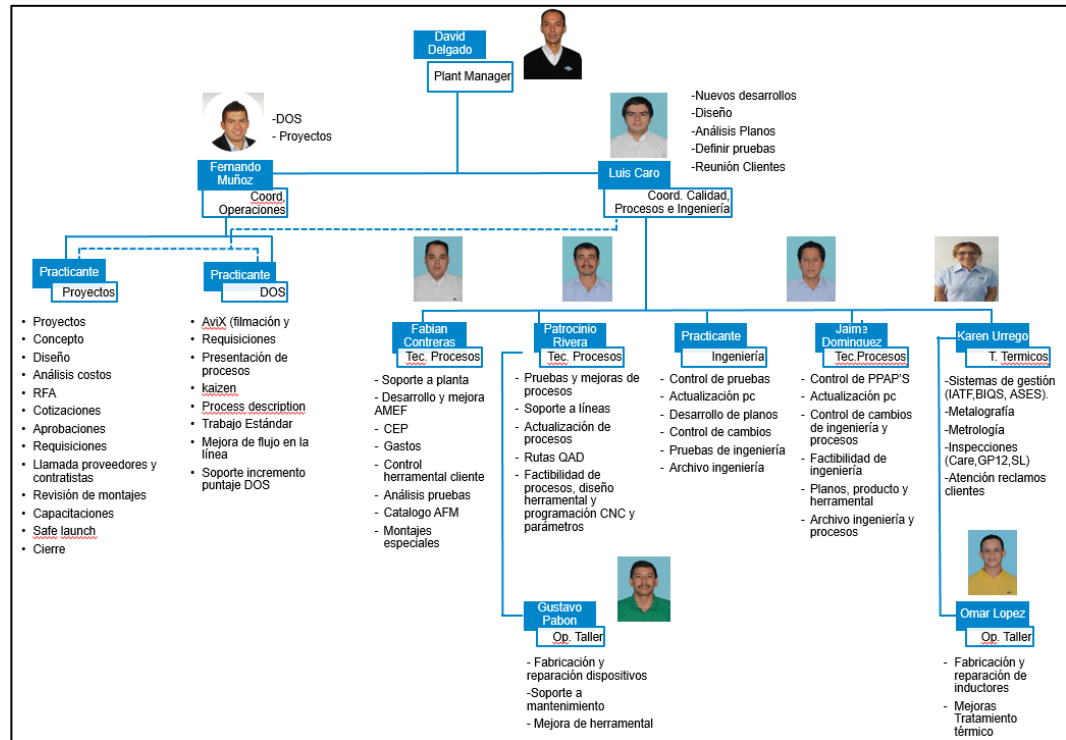 David
Delgado
Plant Manager
-DOS
- Proyectos
Fernando
Muñoz
Coord,
Operaciones
-Nuevos desarrollos
-Diseño
-Análisis Planos
-Definir pruebas
-Reunión Clientes
Luis Caro
Coord. Calidad,
Procesos e Ingeniería
Practicante
Proyectos
• Proyectos
• Concepto
• Diseño
• Análisis costos
• RFA
• Cotizaciones
• Aprobaciones
• Requisiciones
• Llamada proveedores y
contratistas
• Revisión de montajes
• Capacitaciones
• Safe launch
• Cierre
Practicante
DOS
• AviX (filmación y
• Requisiciones
• Presentación de
procesos
• kaizen
• Process description
• Trabajo Estándar
• Mejora de flujo en la
línea
• Soporte incremento
puntaje DOS
Fabian
Contreras
Tec. Procesos
- Soporte a planta
- Desarrollo y mejora
AMEF
- CEP
- Gastos
- Control
herramental cliente
- Análisis pruebas
- Catalogo AFM
- Montajes
especiales
Patrocinio
Rivera
Tec. Procesos
- Pruebas y mejoras de
procesos
- Soporte a líneas
- Actualización de
procesos
- Rutas QAD
- Factibilidad de
procesos, diseño
herramental y
programación CNC y
parámetros
Practicante
Ingeniería
- Control de pruebas
- Actualización pc
- Desarrollo de planos
- Control de cambios
- Pruebas de ingeniería
- Archivo ingeniería
Jaime
Dominguez
Tec.Procesos
- Control de PPAP'S
- Actualización pc
- Control de cambios
de ingeniería y
procesos
- Factibilidad de
ingeniería
- Planos, producto y
herramental
- Archivo ingeniería y
procesos
Karen Urrego
T. Termicos
-Sistemas de gestión
(IATF,BIQS, ASES).
-Metalografía
-Metrología
-Inspecciones
(Care,GP12,SL)
-Atención reclamos
clientes
Gustavo
Pabon
Op. Taller
- Fabricación y
reparación dispositivos
-Soporte a
mantenimiento
- Mejora de herramental
Omar Lopez
Op. Taller
- Fabricación y
reparación de
inductores
- Mejoras
Tratamiento
térmico